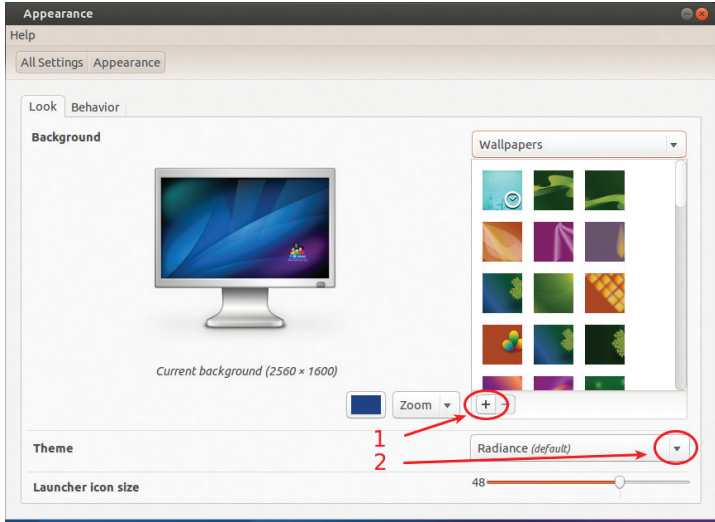 Appearance
Help
All Settings Appearance
Look Behavior
Background
Wallpapers
Current background (2560 × 1600)
Zoom
+ −
1
Theme
Radiance (default)
2
Launcher icon size
48